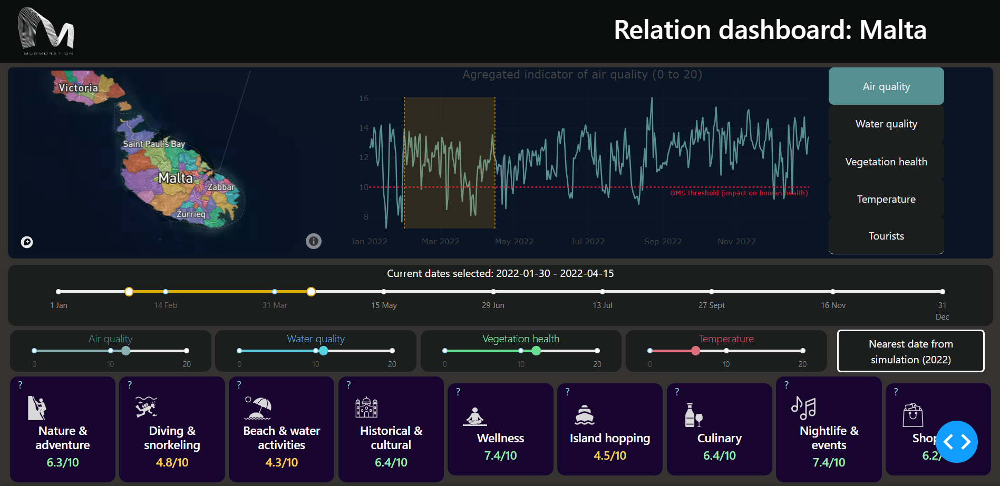 MURMURATION
Relation dashboard: Malta
Victoria
Saint Paul's Bay
Malta
Zabbar
Żurrieq
Agregated indicator of air quality (0 to 20)
16
14
12
10
8
OMS threshold (impact on human health)
Jan 2022
Mar 2022
May 2022
Jul 2022
Sep 2022
Nov 2022
Air quality
Water quality
Vegetation health
Temperature
Tourists
Current dates selected: 2022-01-30 - 2022-04-15
1 Jan
14 Feb
31 Mar
15 May
29 Jun
13 Jul
27 Sept
16 Nov
31
Dec
Air quality
0
10
20
Water quality
0
10
20
Vegetation health
0
10
20
Temperature
0
10
20
Nearest date from
simulation (2022)
?
Nature &
adventure
6.3/10
?
Diving &
snorkeling
4.8/10
?
Beach & water
activities
4.3/10
?
Historical &
cultural
6.4/10
?
Wellness
7.4/10
?
Island hopping
4.5/10
?
Culinary
6.4/10
?
Nightlife &
events
7.4/10
?
Shop
6.2/